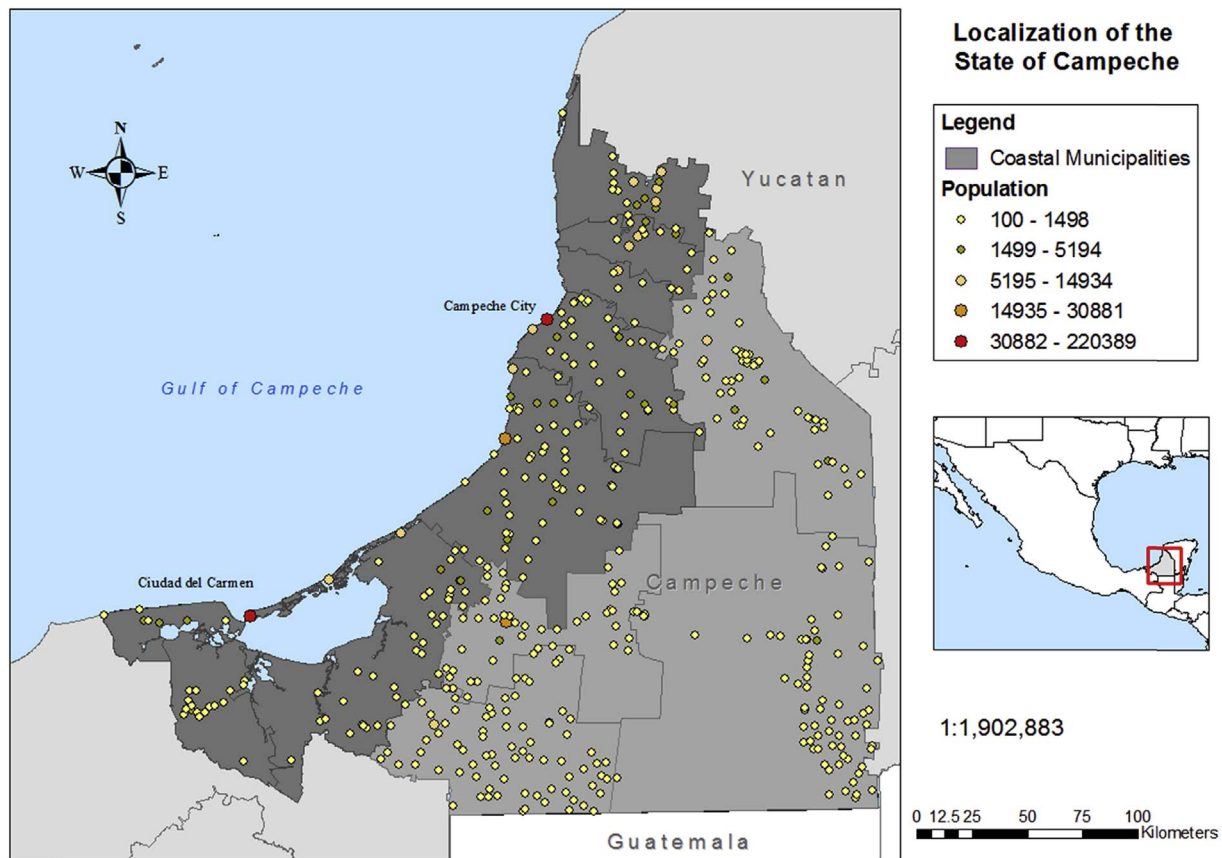 Localization of the
State of Campeche
N
W E
S
Yucatan
Campeche City
Gulf of Campeche
Ciudad del Carmen
Campeche
Guatemala
Legend
Coastal Municipalities
Population
100 - 1498
1499 - 5194
5195 - 14934
14935 - 30881
30882 - 220389
1:1,902,883
0 12.5 25 50 75 100
Kilometers